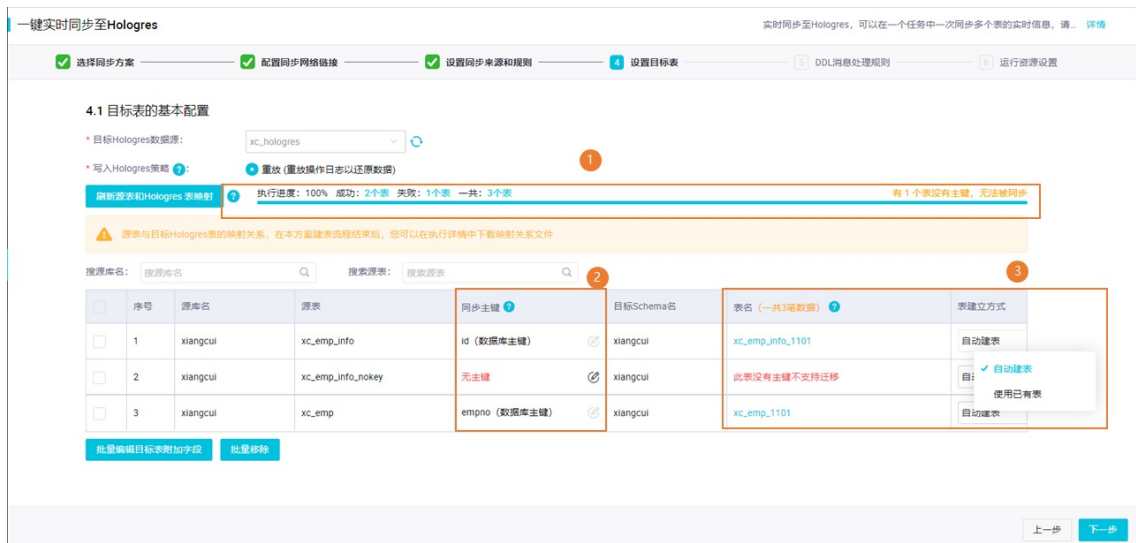 一键实时同步至Hologres
实时同步至Hologres，可以在一个任务中一次同步多个表的实时信息，请... 详情
选择同步方案
配置同步网络链接
设置同步来源和规则
4 设置目标表
5 DDL消息处理规则
6 运行资源设置
4.1 目标表的基本配置
* 目标Hologres数据源：
xc_hologres
* 写入Hologres策略 ?：
重放 (重放操作日志以还原数据)
1
刷新源表和Hologres 表映射 ?
执行进度：100% 成功：2个表 失败：1个表 一共：3个表
有 1 个表没有主键，无法被同步
源表与目标Hologres表的映射关系，在本方案建表流程结束后，您可以在执行详情中下载映射关系文件
搜源库名： 搜源库名
搜索源表： 搜索源表
2
3
序号 源库名 源表 同步主键 ? 目标Schema名 表名（一共3笔数据） ? 表建立方式
1 xiangcui xc_emp_info id（数据库主键） xiangcui xc_emp_info_1101 自动建表
2 xiangcui xc_emp_info_nokey 无主键 xiangcui 此表没有主键不支持迁移
自动建表
使用已有表
3 xiangcui xc_emp empno（数据库主键） xiangcui xc_emp_1101 自动建表
批量编辑目标表附加字段 批量移除
上一步 下一步